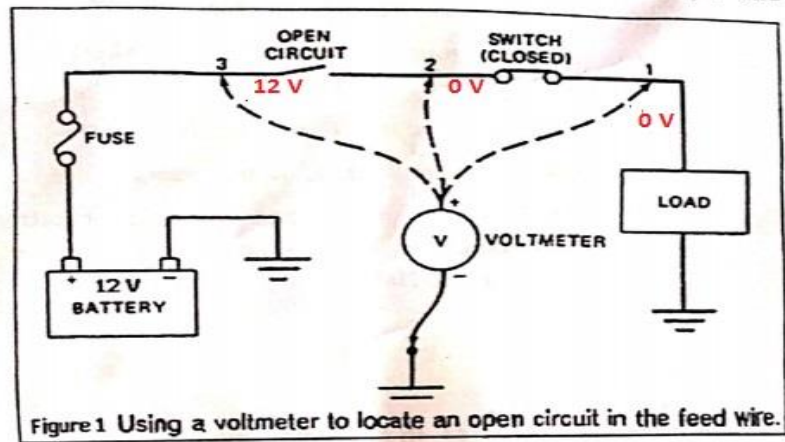 OPEN
CIRCUIT
SWITCH
(CLOSED)
3
2
1
12 V
0 V
0 V
FUSE
LOAD
+
V
VOLTMETER
−
+ 12 V −
BATTERY
Figure 1 Using a voltmeter to locate an open circuit in the feed wire.